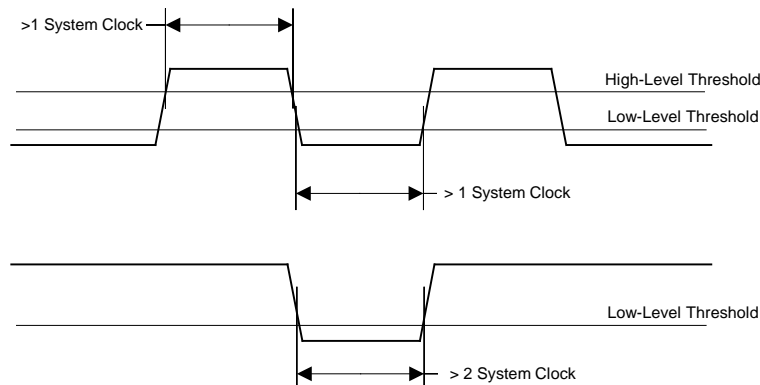 >1 System Clock
High-Level Threshold
Low-Level Threshold
> 1 System Clock
Low-Level Threshold
> 2 System Clock